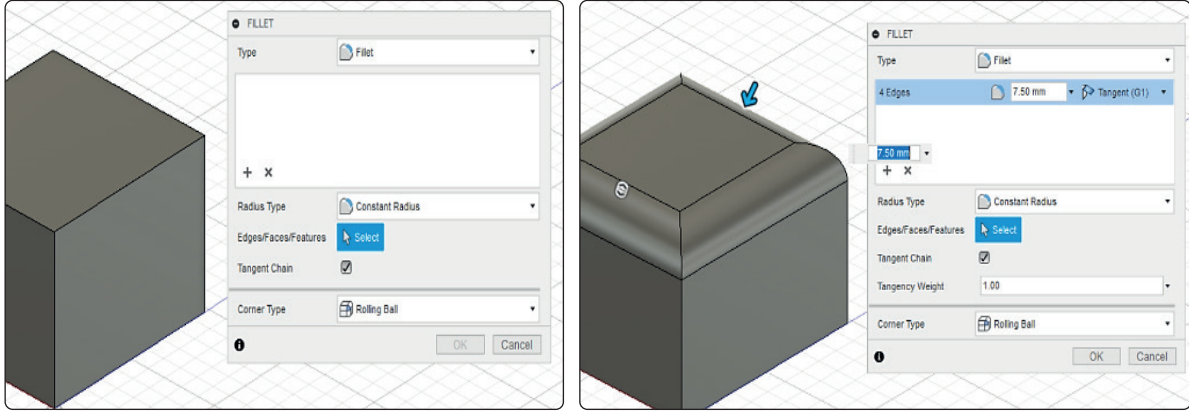 FILLET
Type Fillet
Radius Type Constant Radius
Edges/Faces/Features Select
Tangent Chain
Corner Type Rolling Ball
OK Cancel
FILLET
Type Fillet
4 Edges 7.50 mm Tangent (G1)
7.50 mm
Radius Type Constant Radius
Edges/Faces/Features Select
Tangent Chain
Tangency Weight 1.00
Corner Type Rolling Ball
OK Cancel